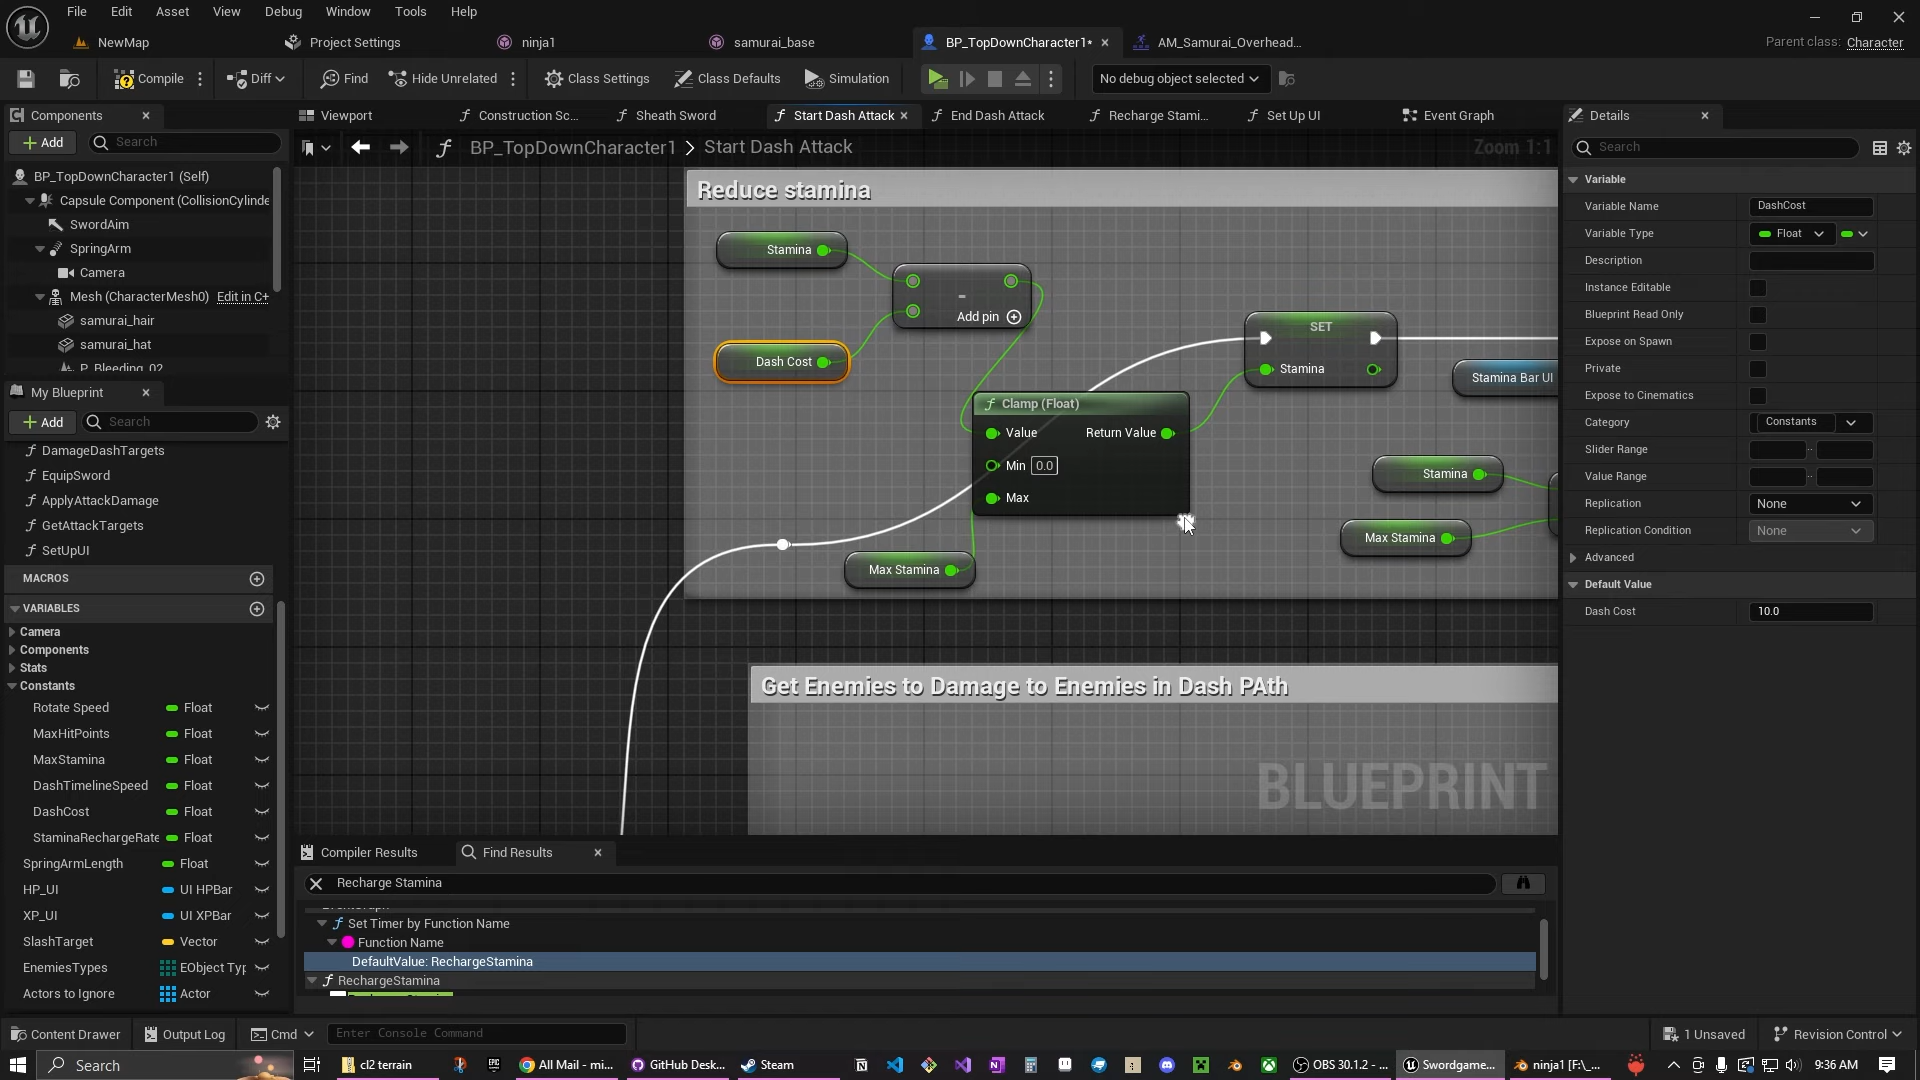 File Edit Asset View Debug Window Tools Help
NewMap Project Settings ninja1 samurai_base BP_TopDownCharacter1* AM_Samurai_Overhead... Parent class: Character
Compile Diff Find Hide Unrelated Class Settings Class Defaults Simulation No debug object selected
Components
Add Search
BP_TopDownCharacter1 (Self)
Capsule Component (CollisionCylinde
SwordAim
SpringArm
Camera
Mesh (CharacterMesh0) Edit in C+
samurai_hair
samurai_hat
P_Bleeding_02
My Blueprint
Add Search
DamageDashTargets
EquipSword
ApplyAttackDamage
GetAttackTargets
SetUpUI
MACROS
VARIABLES
Camera
Components
Stats
Constants
Rotate Speed Float
MaxHitPoints Float
MaxStamina Float
DashTimelineSpeed Float
DashCost Float
StaminaRechargeRate Float
SpringArmLength Float
HP_UI UI HPBar
XP_UI UI XPBar
SlashTarget Vector
EnemiesTypes EObject Typ
Actors to Ignore Actor
Viewport Construction Sc... Sheath Sword Start Dash Attack End Dash Attack Recharge Stami... Set Up UI Event Graph
BP_TopDownCharacter1 > Start Dash Attack Zoom 1:1
Reduce stamina
Stamina
-
Add pin
Dash Cost
SET
Stamina
Stamina Bar UI
Clamp (Float)
Value Return Value
Min 0.0
Max
Stamina
Max Stamina
Max Stamina
Get Enemies to Damage to Enemies in Dash PAth
BLUEPRINT
Compiler Results Find Results
Recharge Stamina
Set Timer by Function Name
Function Name
DefaultValue: RechargeStamina
RechargeStamina
Details
Search
Variable
Variable Name DashCost
Variable Type Float
Description
Instance Editable
Blueprint Read Only
Expose on Spawn
Private
Expose to Cinematics
Category Constants
Slider Range ..
Value Range ..
Replication None
Replication Condition None
Advanced
Default Value
Dash Cost 10.0
Content Drawer Output Log Cmd Enter Console Command 1 Unsaved Revision Control
Search cl2 terrain All Mail - mi... GitHub Desk... Steam OBS 30.1.2 - ... Swordgame... ninja1 [F:\_... 9:36 AM